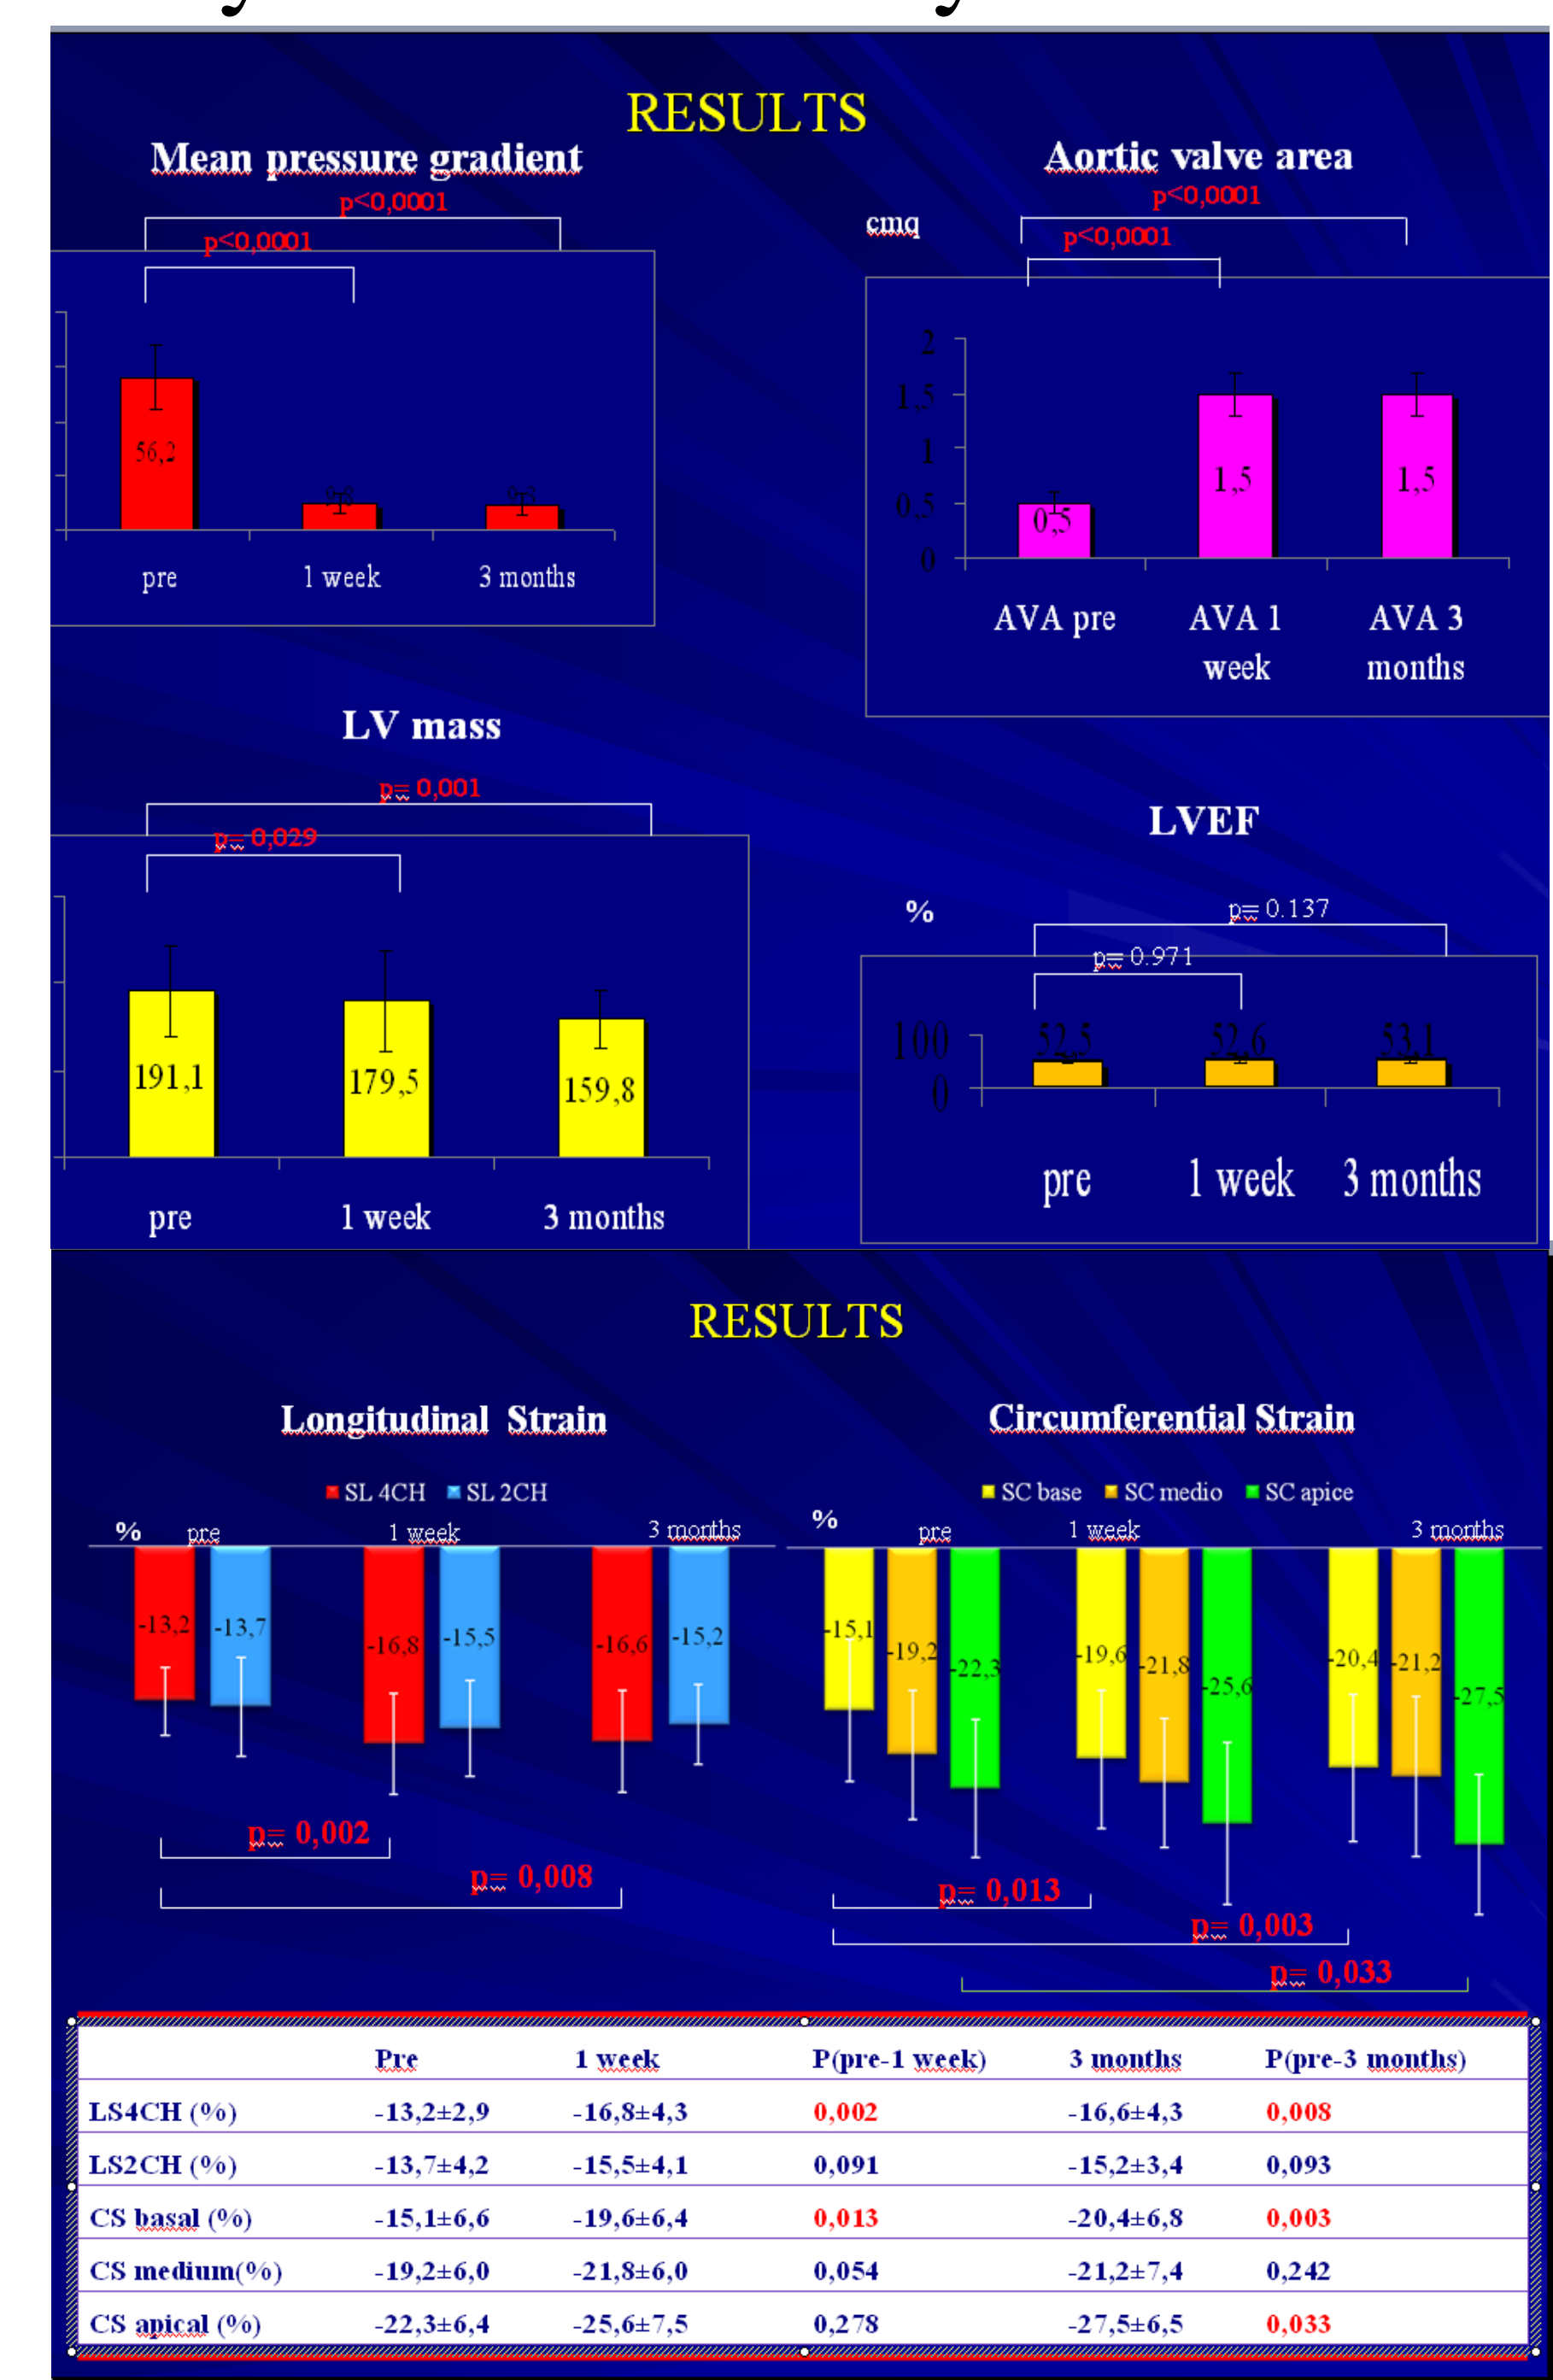 RESULTS
Mean pressure gradient
p<0,0001
p<0,0001
56,2
pre
1 week
3 months
Aortic valve area
p<0,0001
cmq
p<0,0001
2
1,5
1
0,5
0
0,5
1,5
1,5
AVA pre
AVA 1
week
AVA 3
months
LV mass
p= 0,001
p= 0,029
191,1
179,5
159,8
pre
1 week
3 months
LVEF
%
p= 0.137
p= 0.971
100
0
52,5
52,6
53,1
pre
1 week
3 months
RESULTS
Longitudinal Strain
SL 4CH SL 2CH
% pre 1 week 3 months
-13,2 -13,7 -16,8 -15,5 -16,6 -15,2
p= 0,002
p= 0,008
Circumferential Strain
SC base SC medio SC apice
% pre 1 week 3 months
-15,1 -19,2 -22,3 -19,6 -21,8 -25,6 -20,4 -21,2 -27,5
p= 0,013
p= 0,003
p= 0,033
Pre 1 week P(pre-1 week) 3 months P(pre-3 months)
LS4CH (%) -13,2±2,9 -16,8±4,3 0,002 -16,6±4,3 0,008
LS2CH (%) -13,7±4,2 -15,5±4,1 0,091 -15,2±3,4 0,093
CS basal (%) -15,1±6,6 -19,6±6,4 0,013 -20,4±6,8 0,003
CS medium(%) -19,2±6,0 -21,8±6,0 0,054 -21,2±7,4 0,242
CS apical (%) -22,3±6,4 -25,6±7,5 0,278 -27,5±6,5 0,033